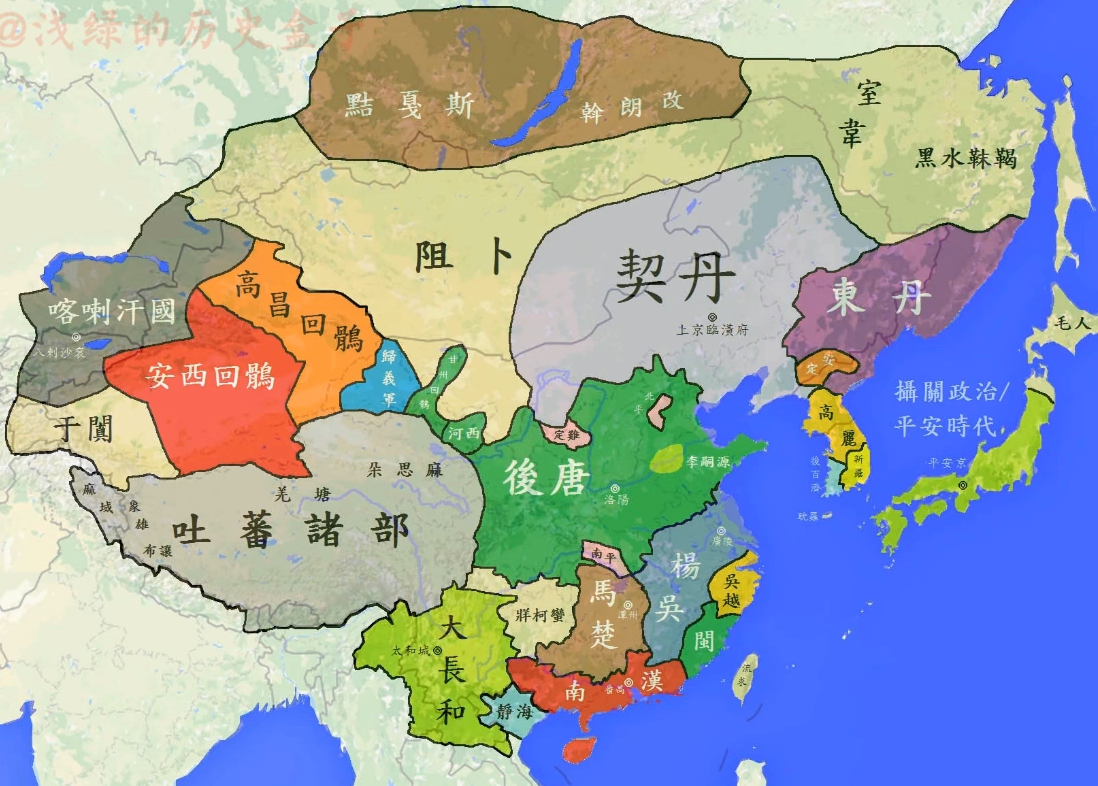 @浅绿的历史盒子
點戛斯
斡朗改
室韋
黑水靺鞨
阻卜
契丹
上京臨潢府
東丹
定安
喀喇汗國
八剌沙袞
高昌回鶻
安西回鶻
歸義軍
甘州回鶻
河西
于闐
毛人
攝關政治/
平安時代
平安京
高麗
後百濟
新羅
耽羅
定難
後唐
洛陽
李嗣源
朵思麻
羌塘
麻域
象雄
布讓
吐蕃諸部
南平
楊吳
廣陵
吳越
馬楚
潭州
牂柯蠻
閩
大長和
太和城
南漢
番禺
靜海
流求